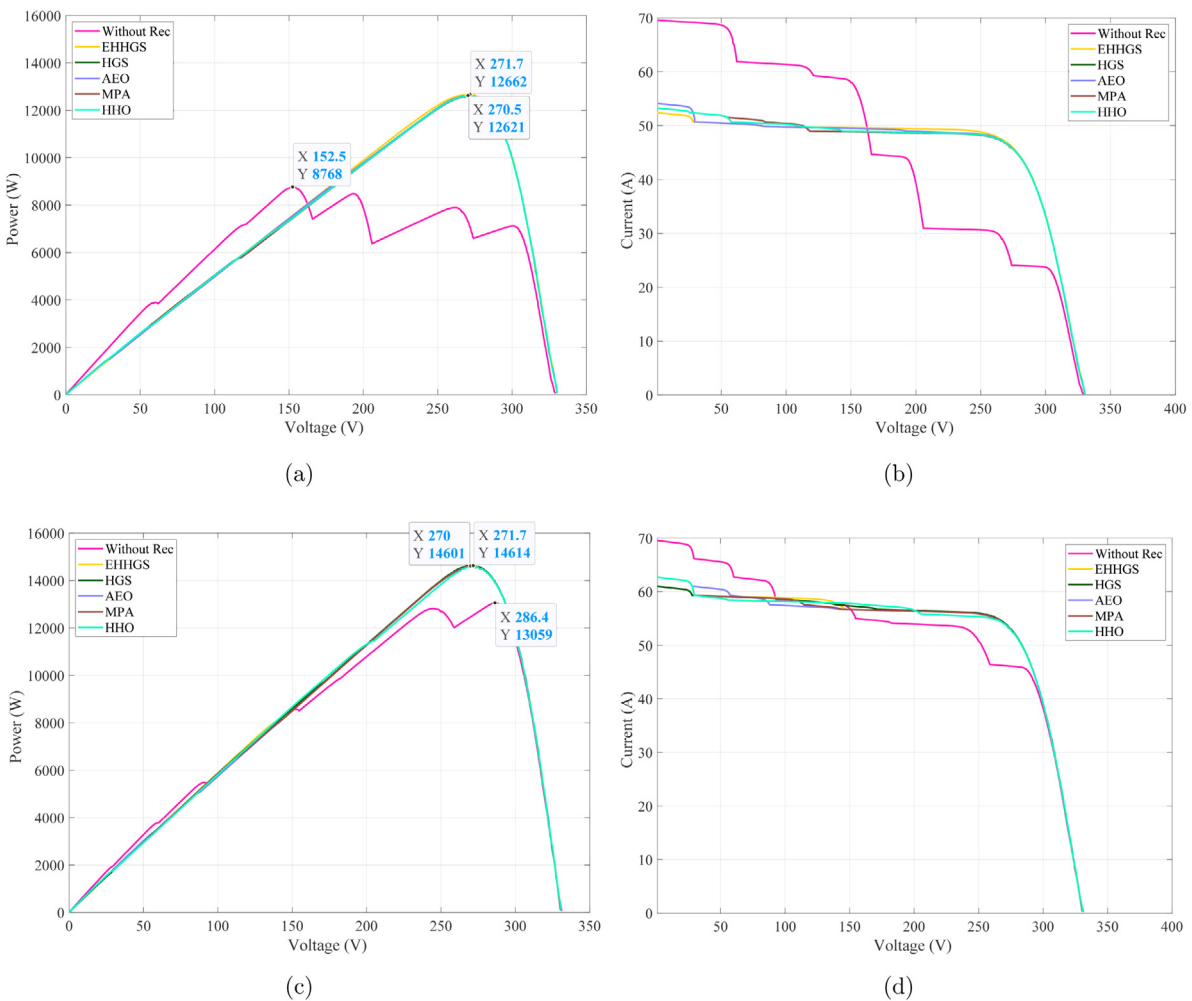 16000
14000
12000
10000
8000
6000
4000
2000
0
Power (W)
Without Rec
EHHGS
HGS
AEO
MPA
HHO
X 271.7
Y 12662
X 270.5
Y 12621
X 152.5
Y 8768
0 50 100 150 200 250 300 350
Voltage (V)
(a)
70
60
50
40
30
20
10
0
Current (A)
Without Rec
EHHGS
HGS
AEO
MPA
HHO
50 100 150 200 250 300 350 400
Voltage (V)
(b)
16000
14000
12000
10000
8000
6000
4000
2000
0
Power (W)
Without Rec
EHHGS
HGS
AEO
MPA
HHO
X 270
Y 14601
X 271.7
Y 14614
X 286.4
Y 13059
0 50 100 150 200 250 300 350
Voltage (V)
(c)
70
60
50
40
30
20
10
0
Current (A)
Without Rec
EHHGS
HGS
AEO
MPA
HHO
50 100 150 200 250 300 350 400
Voltage (V)
(d)